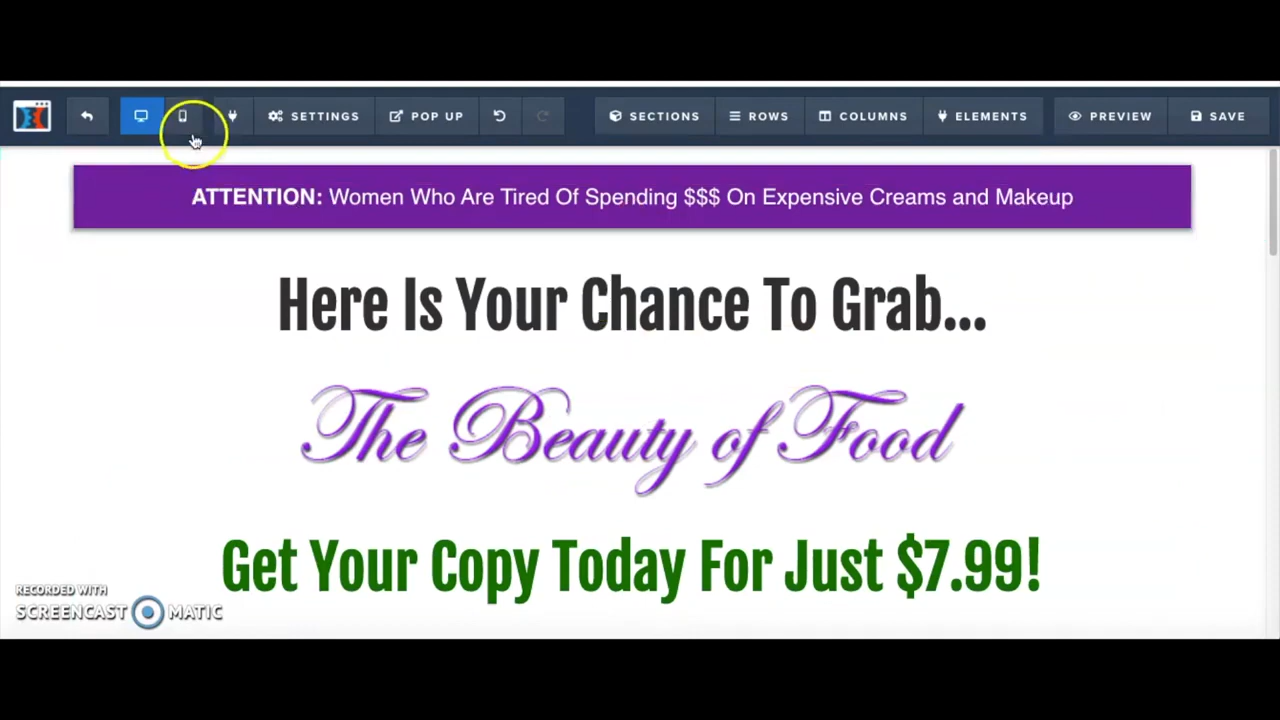 SETTINGS POP UP SECTIONS ROWS COLUMNS ELEMENTS PREVIEW SAVE
ATTENTION: Women Who Are Tired Of Spending $$$ On Expensive Creams and Makeup
Here Is Your Chance To Grab...
The Beauty of Food
Get Your Copy Today For Just $7.99!
RECORDED WITH
SCREENCAST MATIC